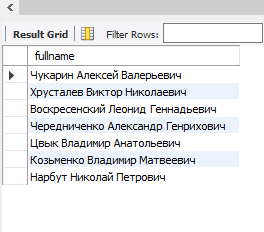 Result Grid Filter Rows:
fullname
Чукарин Алексей Валерьевич
Хрусталев Виктор Николаевич
Воскресенский Леонид Геннадьевич
Чередниченко Александр Генрихович
Цвык Владимир Анатольевич
Козьменко Владимир Матвеевич
Нарбут Николай Петрович